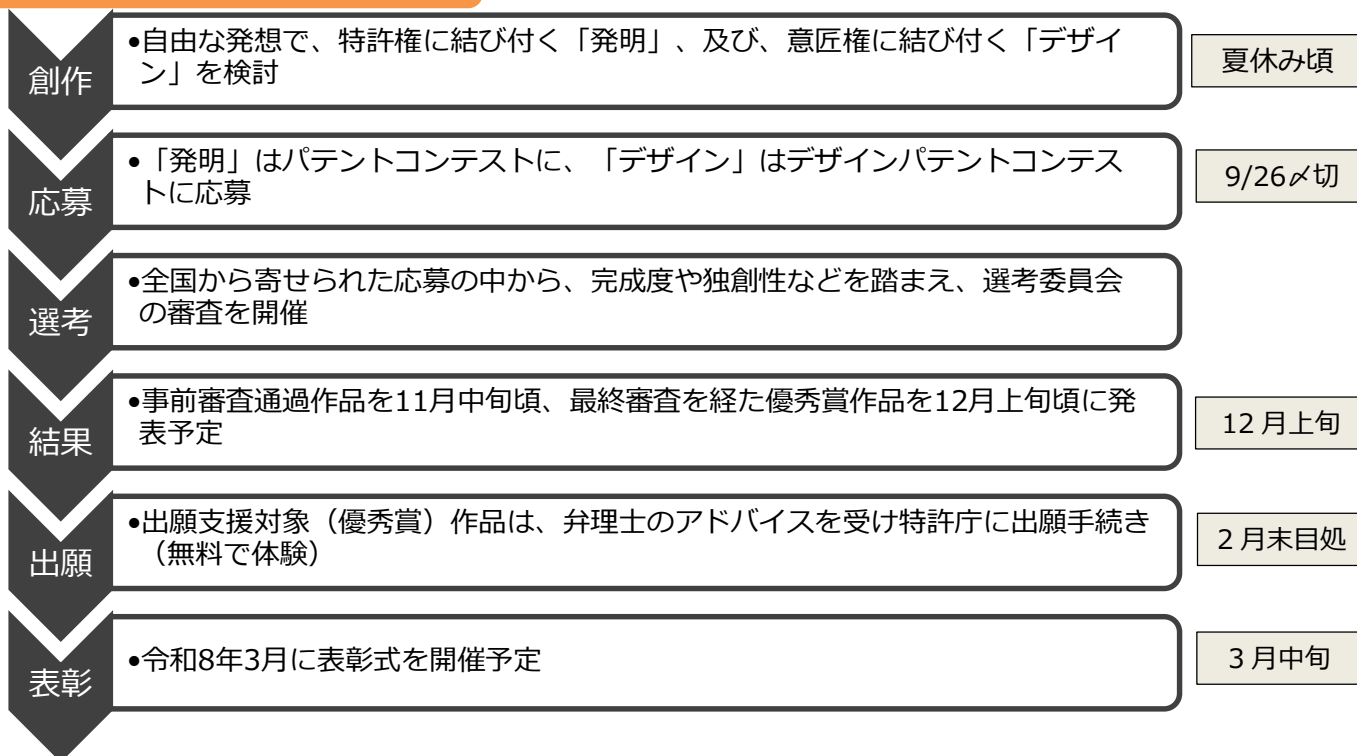 創作
•自由な発想で、特許権に結び付く「発明」、及び、意匠権に結び付く「デザイ
ン」を検討
夏休み頃
応募
•「発明」はパテントコンテストに、「デザイン」はデザインパテントコンテス
トに応募
9/26〆切
選考
•全国から寄せられた応募の中から、完成度や独創性などを踏まえ、選考委員会
の審査を開催
結果
•事前審査通過作品を11月中旬頃、最終審査を経た優秀賞作品を12月上旬頃に発
表予定
12月上旬
出願
•出願支援対象（優秀賞）作品は、弁理士のアドバイスを受け特許庁に出願手続き
（無料で体験）
2月末目処
表彰
•令和8年3月に表彰式を開催予定
3月中旬